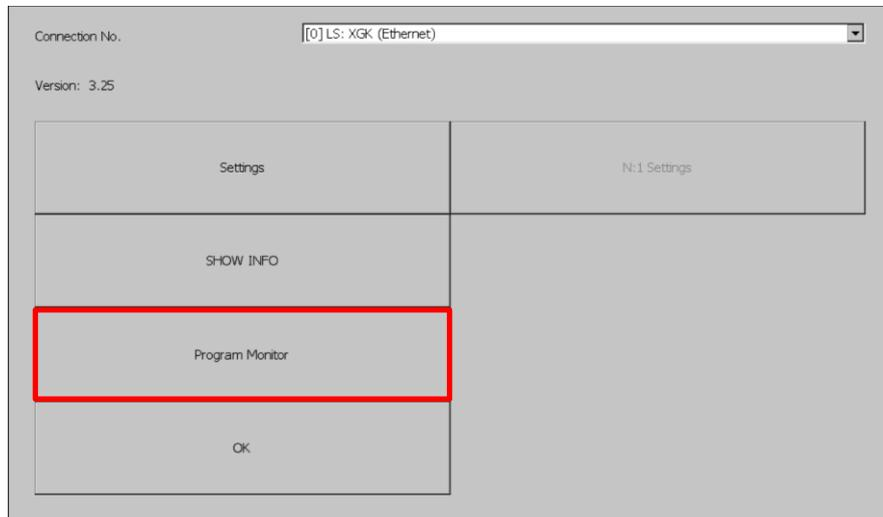 Connection No. [0] LS: XGK (Ethernet)
Version: 3.25
Settings N:1 Settings
SHOW INFO
Program Monitor
OK